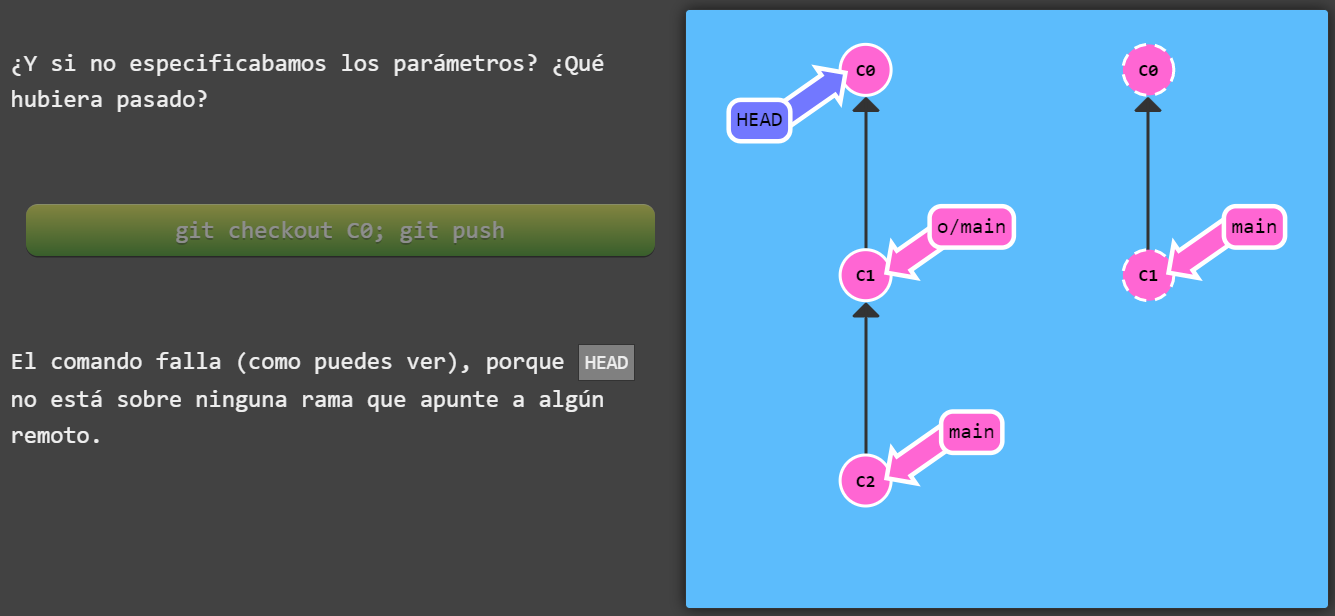 ¿Y si no especificabamos los parámetros? ¿Qué
hubiera pasado?
git checkout C0; git push
El comando falla (como puedes ver), porque HEAD
no está sobre ninguna rama que apunte a algún
remoto.
C0
C0
HEAD
o/main
main
C1
C1
main
C2